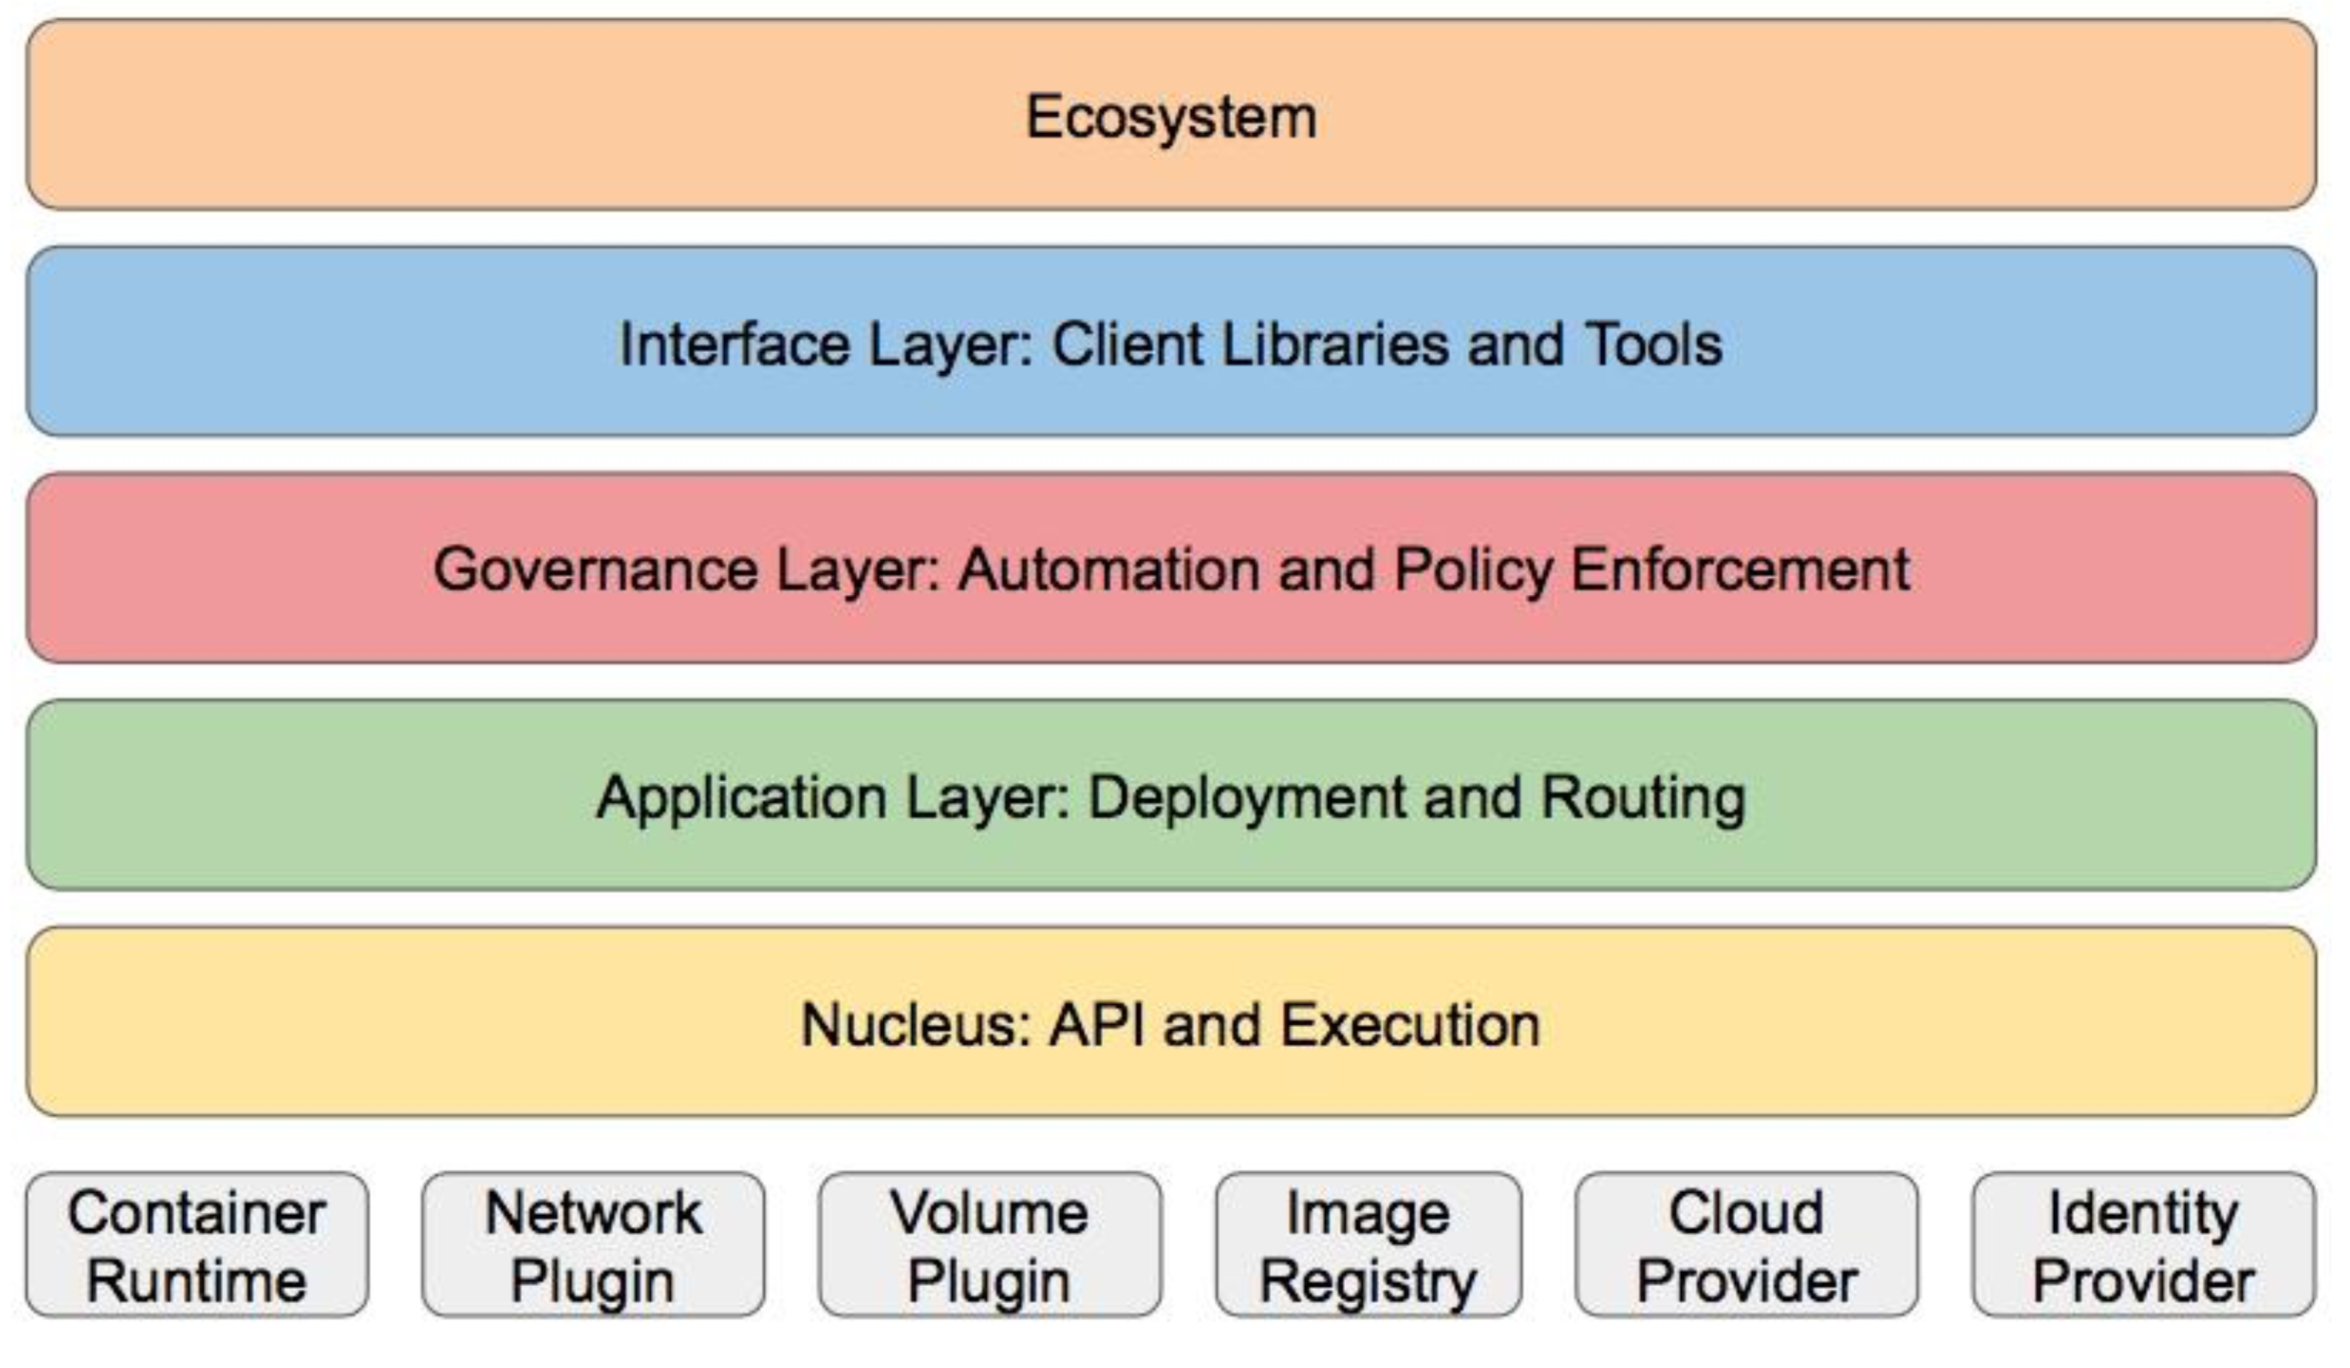 Ecosystem
Interface Layer: Client Libraries and Tools
Governance Layer: Automation and Policy Enforcement
Application Layer: Deployment and Routing
Nucleus: API and Execution
Container
Runtime
Network
Plugin
Volume
Plugin
Image
Registry
Cloud
Provider
Identity
Provider